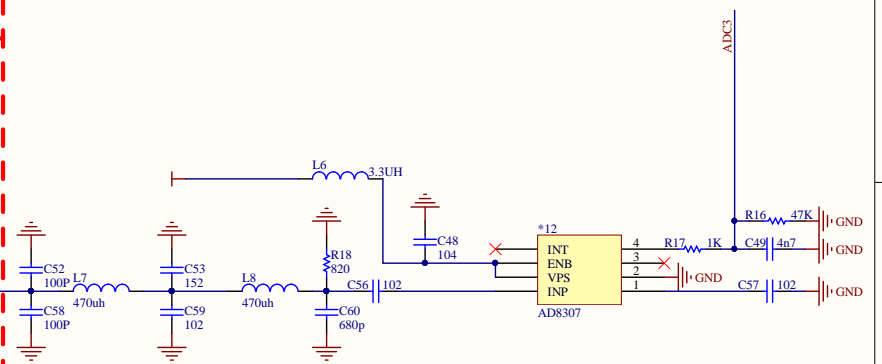 ADC3
L6
3.3UH
R16
47K
GND
*12
C48
104
INT
ENB
VPS
INP
4
3
2
1
R17
1K
C49
4n7
GND
R18
820
C52
100P
L7
470uh
C53
152
L8
470uh
C56
102
GND
C57
102
GND
C58
100P
C59
102
C60
680p
AD8307